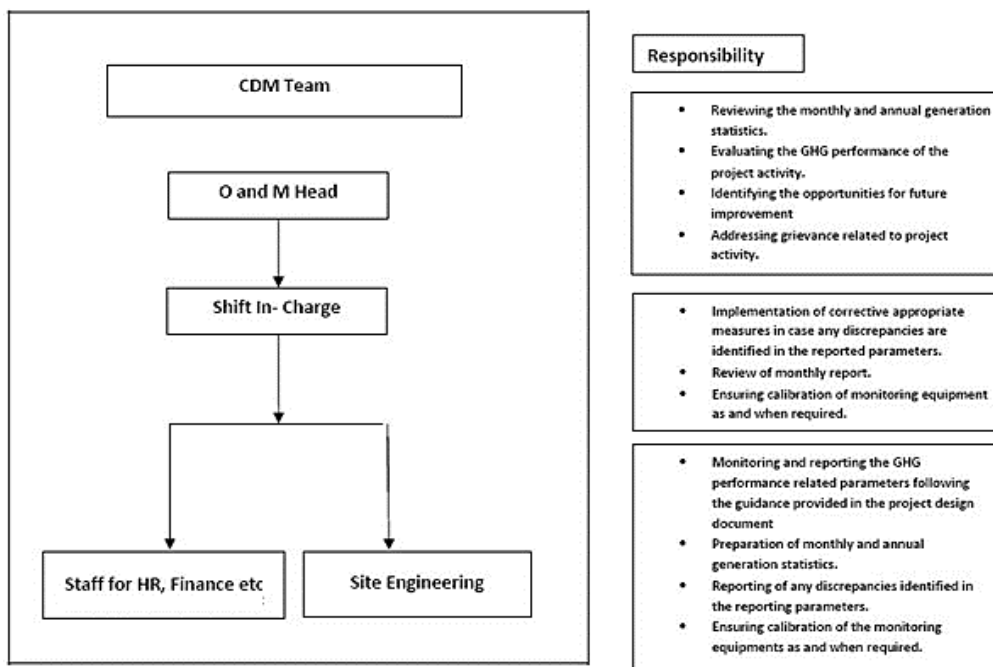 CDM Team
O and M Head
Shift In- Charge
Staff for HR, Finance etc
Site Engineering
Responsibility
• Reviewing the monthly and annual generation
statistics.
• Evaluating the GHG performance of the
project activity.
• Identifying the opportunities for future
improvement
• Addressing grievance related to project
activity.
• Implementation of corrective appropriate
measures in case any discrepancies are
identified in the reported parameters.
• Review of monthly report.
• Ensuring calibration of monitoring equipment
as and when required.
• Monitoring and reporting the GHG
performance related parameters following
the guidance provided in the project design
document
• Preparation of monthly and annual
generation statistics.
• Reporting of any discrepancies identified in
the reporting parameters.
• Ensuring calibration of the monitoring
equipments as and when required.